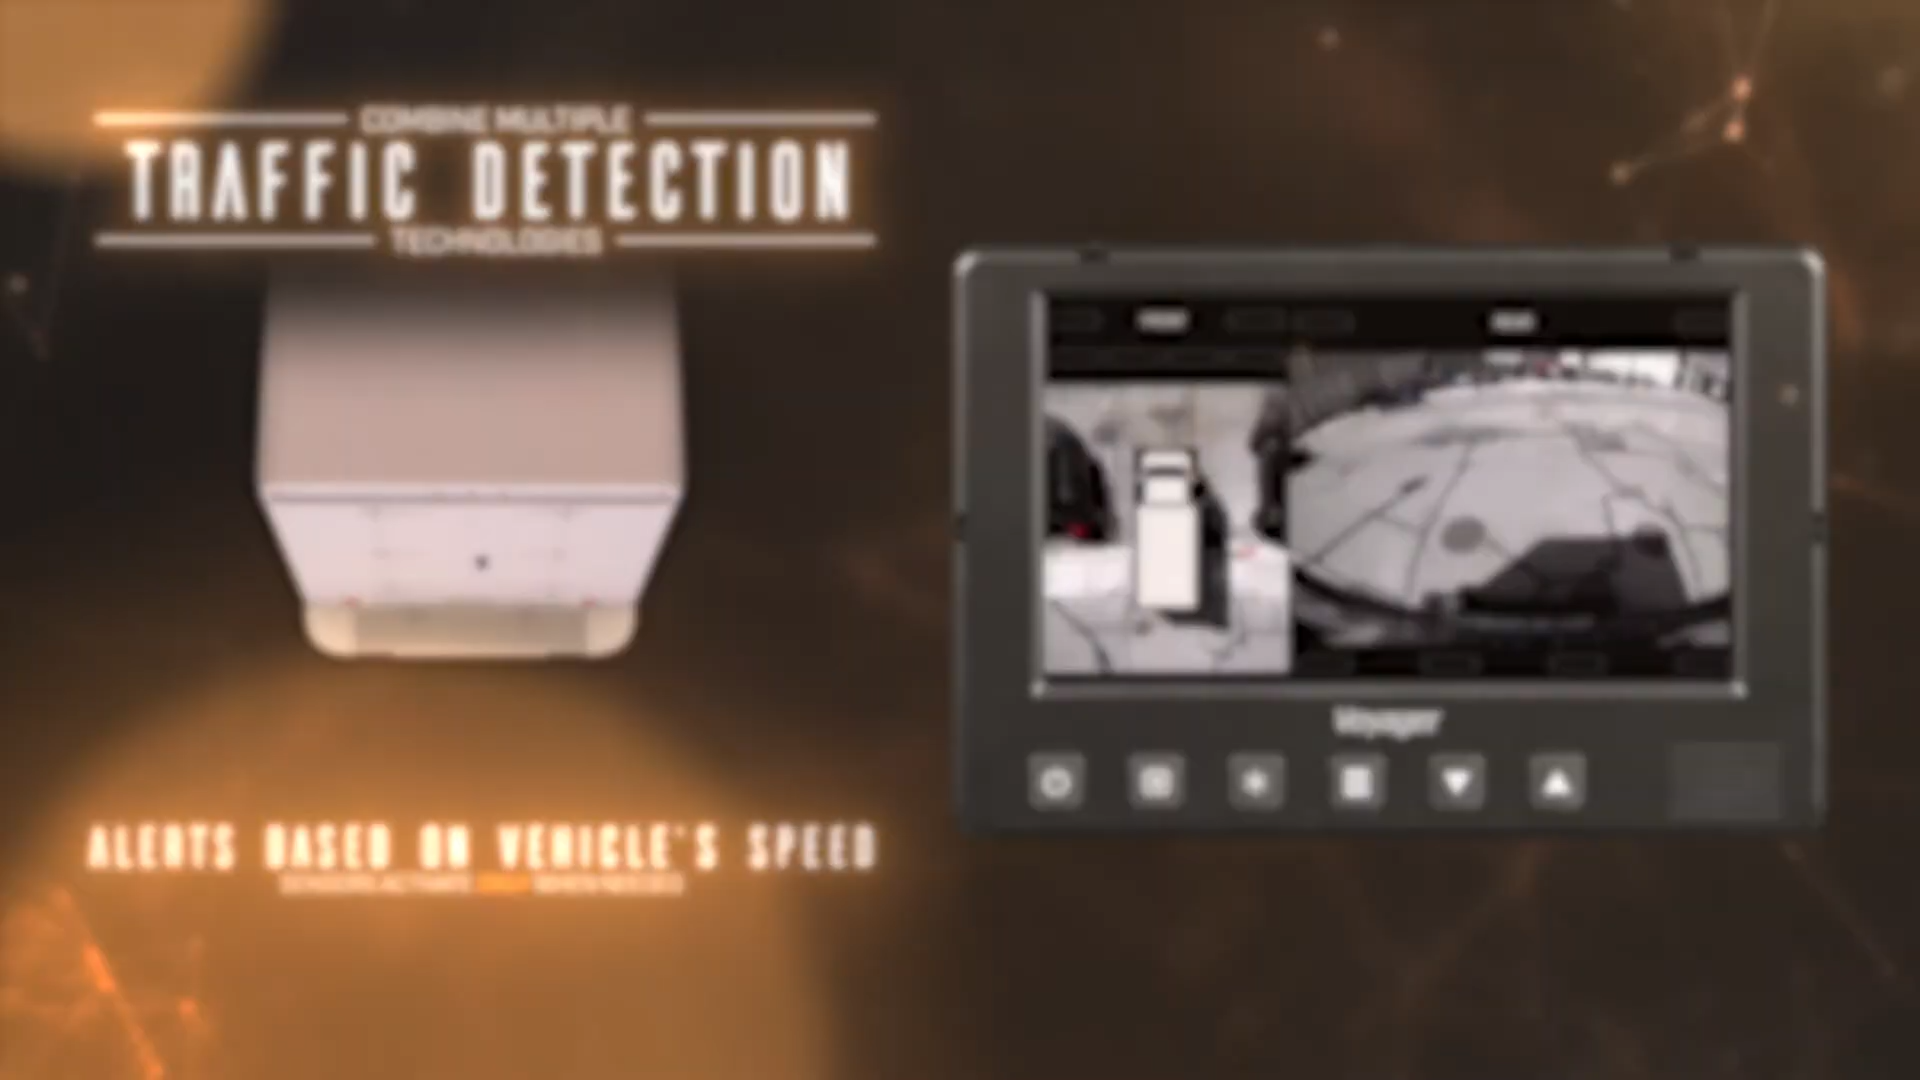 COMBINE MULTIPLE
TRAFFIC DETECTION
TECHNOLOGIES
Voyager
ALERTS BASED ON VEHICLE'S SPEED